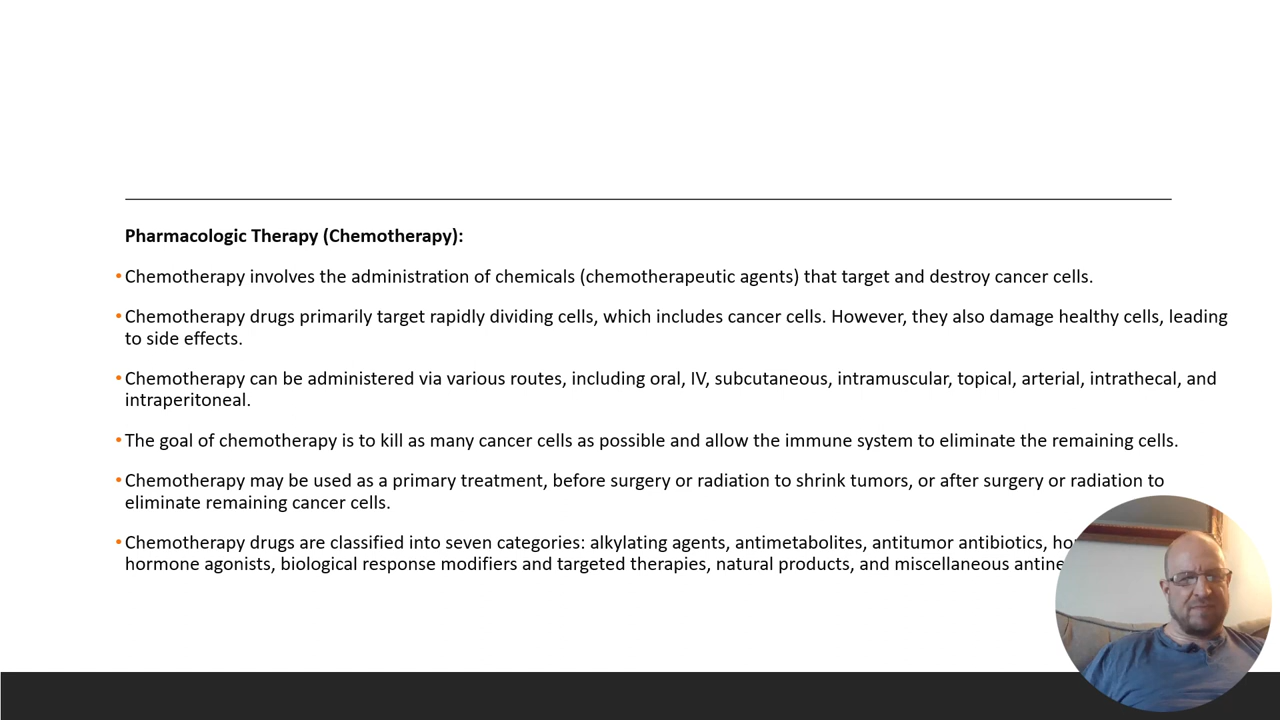 Pharmacologic Therapy (Chemotherapy):
•Chemotherapy involves the administration of chemicals (chemotherapeutic agents) that target and destroy cancer cells.
•Chemotherapy drugs primarily target rapidly dividing cells, which includes cancer cells. However, they also damage healthy cells, leading
to side effects.
•Chemotherapy can be administered via various routes, including oral, IV, subcutaneous, intramuscular, topical, arterial, intrathecal, and
intraperitoneal.
•The goal of chemotherapy is to kill as many cancer cells as possible and allow the immune system to eliminate the remaining cells.
•Chemotherapy may be used as a primary treatment, before surgery or radiation to shrink tumors, or after surgery or radiation to
eliminate remaining cancer cells.
•Chemotherapy drugs are classified into seven categories: alkylating agents, antimetabolites, antitumor antibiotics,
hormone agonists, biological response modifiers and targeted therapies, natural products, and miscellaneous